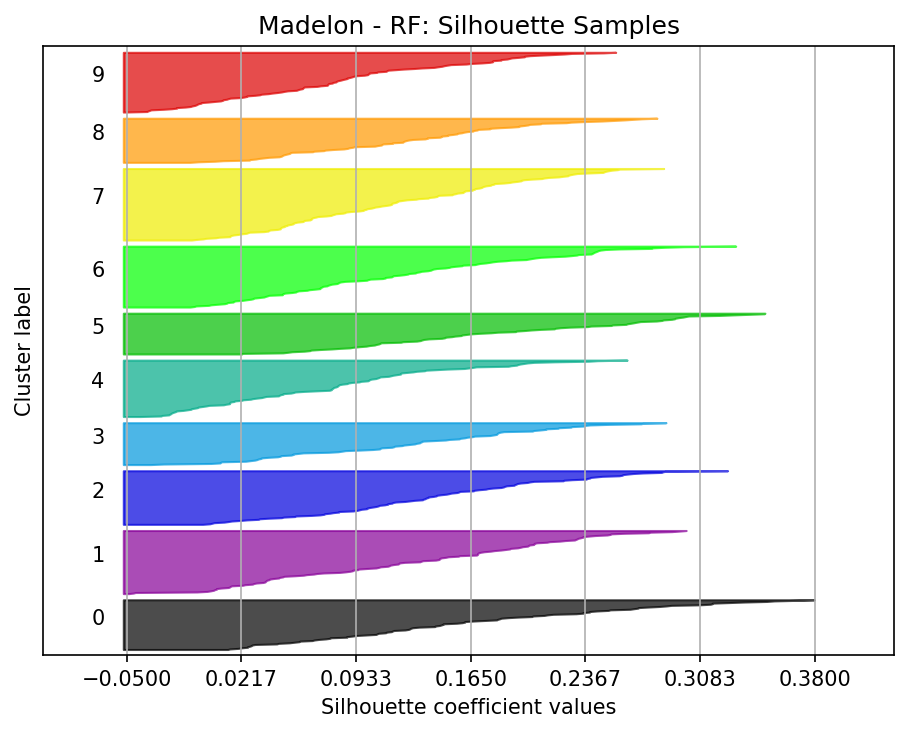 Madelon - RF: Silhouette Samples
9
8
7
6
5
4
3
2
1
0
Cluster label
−0.0500 0.0217 0.0933 0.1650 0.2367 0.3083 0.3800
Silhouette coefficient values